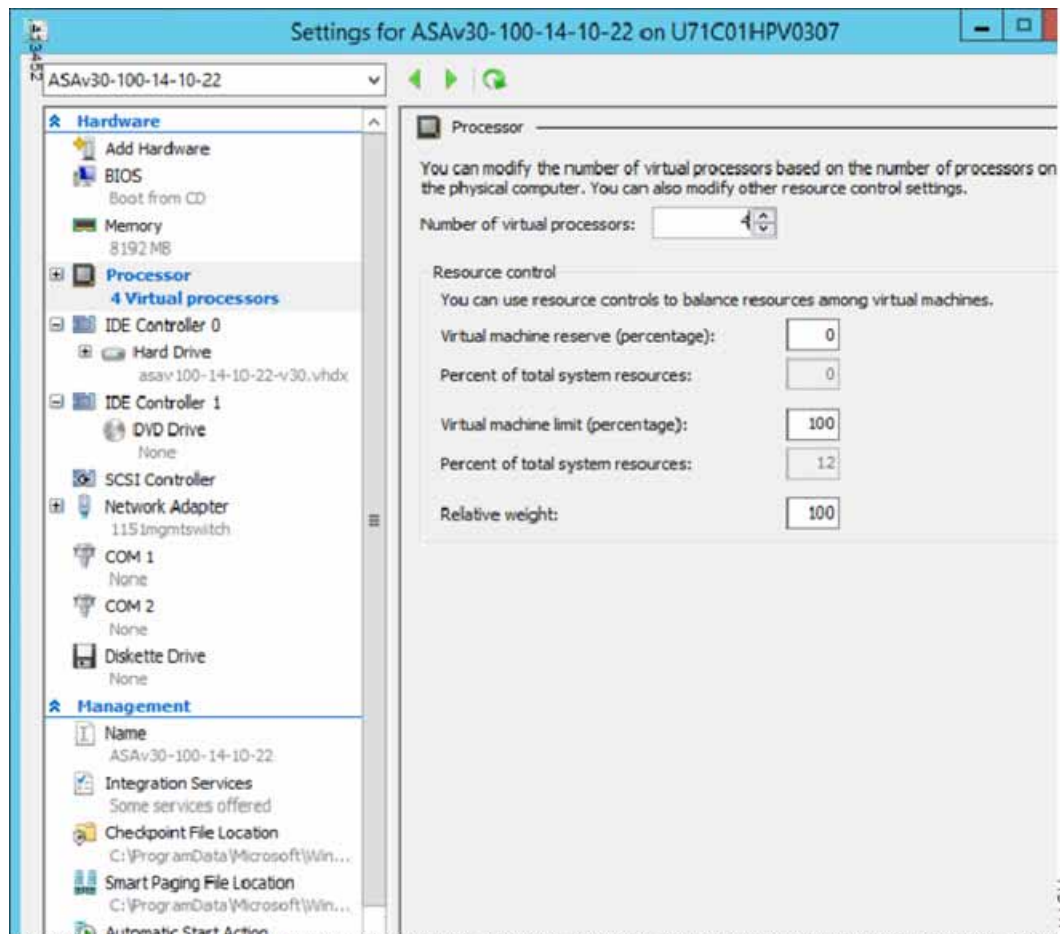 Settings for ASAv30-100-14-10-22 on U71C01HPV0307
ASAv30-100-14-10-22
Hardware
Add Hardware
BIOS
Boot from CD
Memory
8192 MB
Processor
4 Virtual processors
IDE Controller 0
Hard Drive
asav100-14-10-22-v30.vhdx
IDE Controller 1
DVD Drive
None
SCSI Controller
Network Adapter
1151mgmtswitch
COM 1
None
COM 2
None
Diskette Drive
None
Management
Name
ASAv30-100-14-10-22
Integration Services
Some services offered
Checkpoint File Location
C:\ProgramData\Microsoft\Win...
Smart Paging File Location
C:\ProgramData\Microsoft\Win...
Automatic Start Action
Processor
You can modify the number of virtual processors based on the number of processors on
the physical computer. You can also modify other resource control settings.
Number of virtual processors: 4
Resource control
You can use resource controls to balance resources among virtual machines.
Virtual machine reserve (percentage): 0
Percent of total system resources: 0
Virtual machine limit (percentage): 100
Percent of total system resources: 12
Relative weight: 100